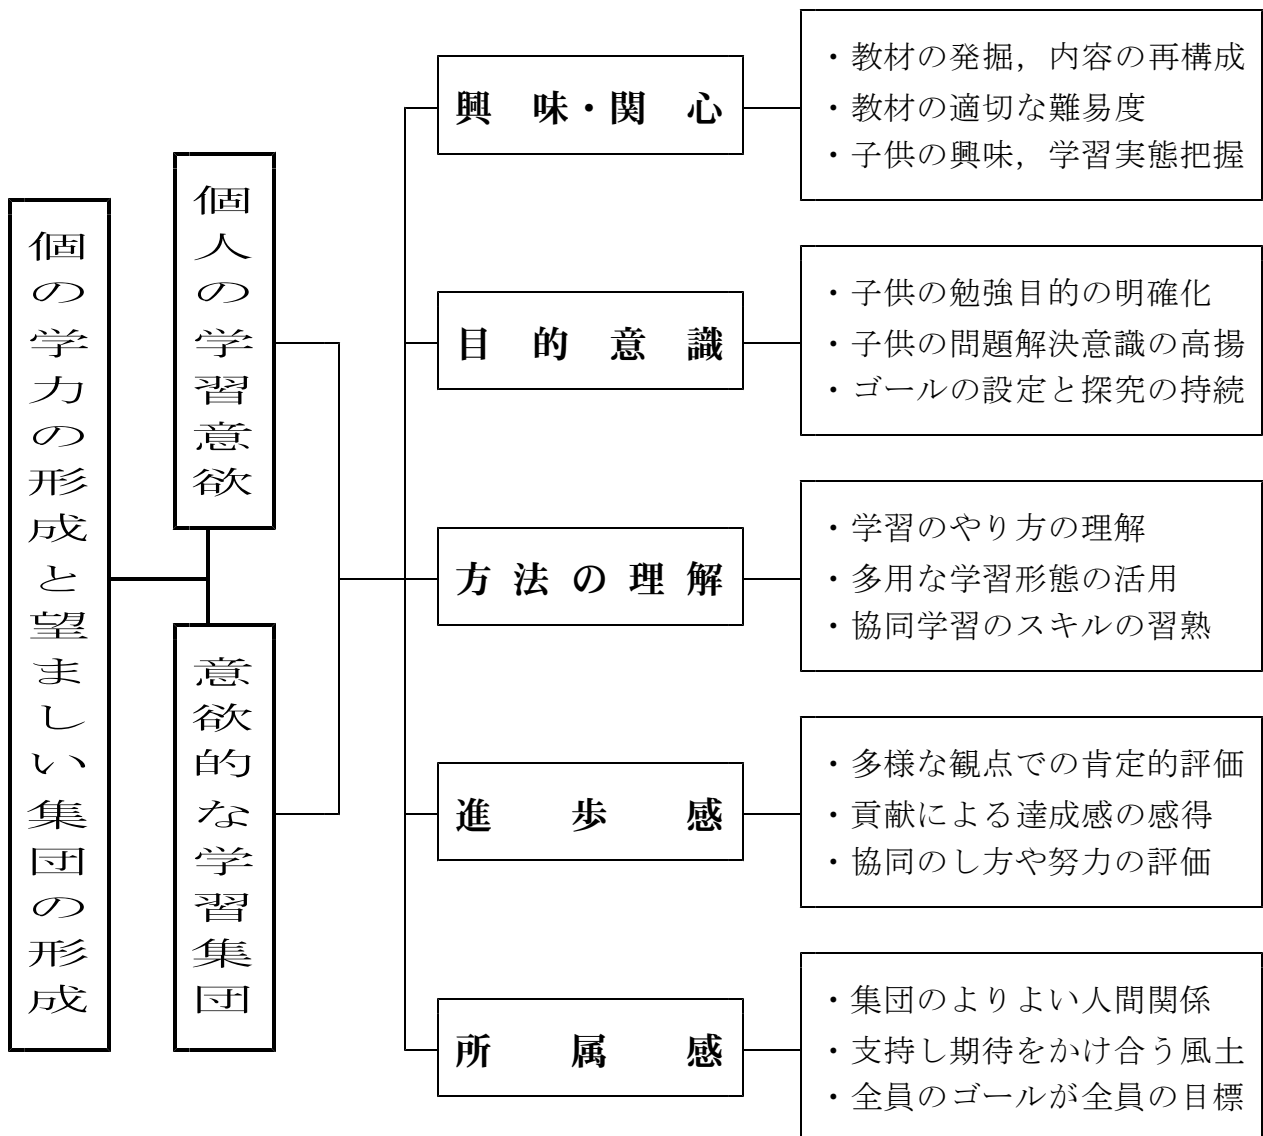 個の学力の形成と望ましい集団の形成
個人の学習意欲
意欲的な学習集団
興味・関心
・教材の発掘，内容の再構成
・教材の適切な難易度
・子供の興味，学習実態把握
目的意識
・子供の勉強目的の明確化
・子供の問題解決意識の高揚
・ゴールの設定と探究の持続
方法の理解
・学習のやり方の理解
・多用な学習形態の活用
・協同学習のスキルの習熟
進歩感
・多様な観点での肯定的評価
・貢献による達成感の感得
・協同のし方や努力の評価
所属感
・集団のよりよい人間関係
・支持し期待をかけ合う風土
・全員のゴールが全員の目標